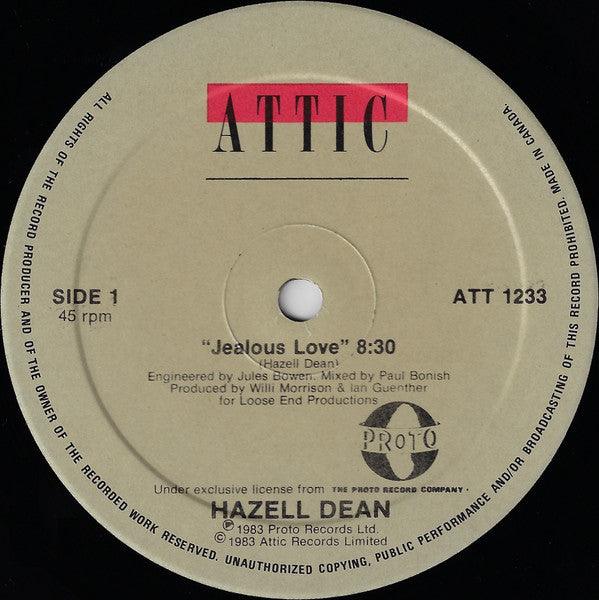 ATTIC
SIDE 1
45 rpm
ATT 1233
"Jealous Love" 8:30
(Hazell Dean)
Engineered by Jules Bowen. Mixed by Paul Bonish
Produced by Willi Morrison & Ian Guenther
for Loose End Productions
PROTO
Under exclusive license from THE PROTO RECORD COMPANY.
HAZELL DEAN
℗ 1983 Proto Records Ltd.
© 1983 Attic Records Limited
ALL RIGHTS OF THE RECORD PRODUCER AND OF THE OWNER OF THE RECORDED WORK RESERVED. UNAUTHORIZED COPYING, PUBLIC PERFORMANCE AND/OR BROADCASTING OF THIS RECORD PROHIBITED. MADE IN CANADA.